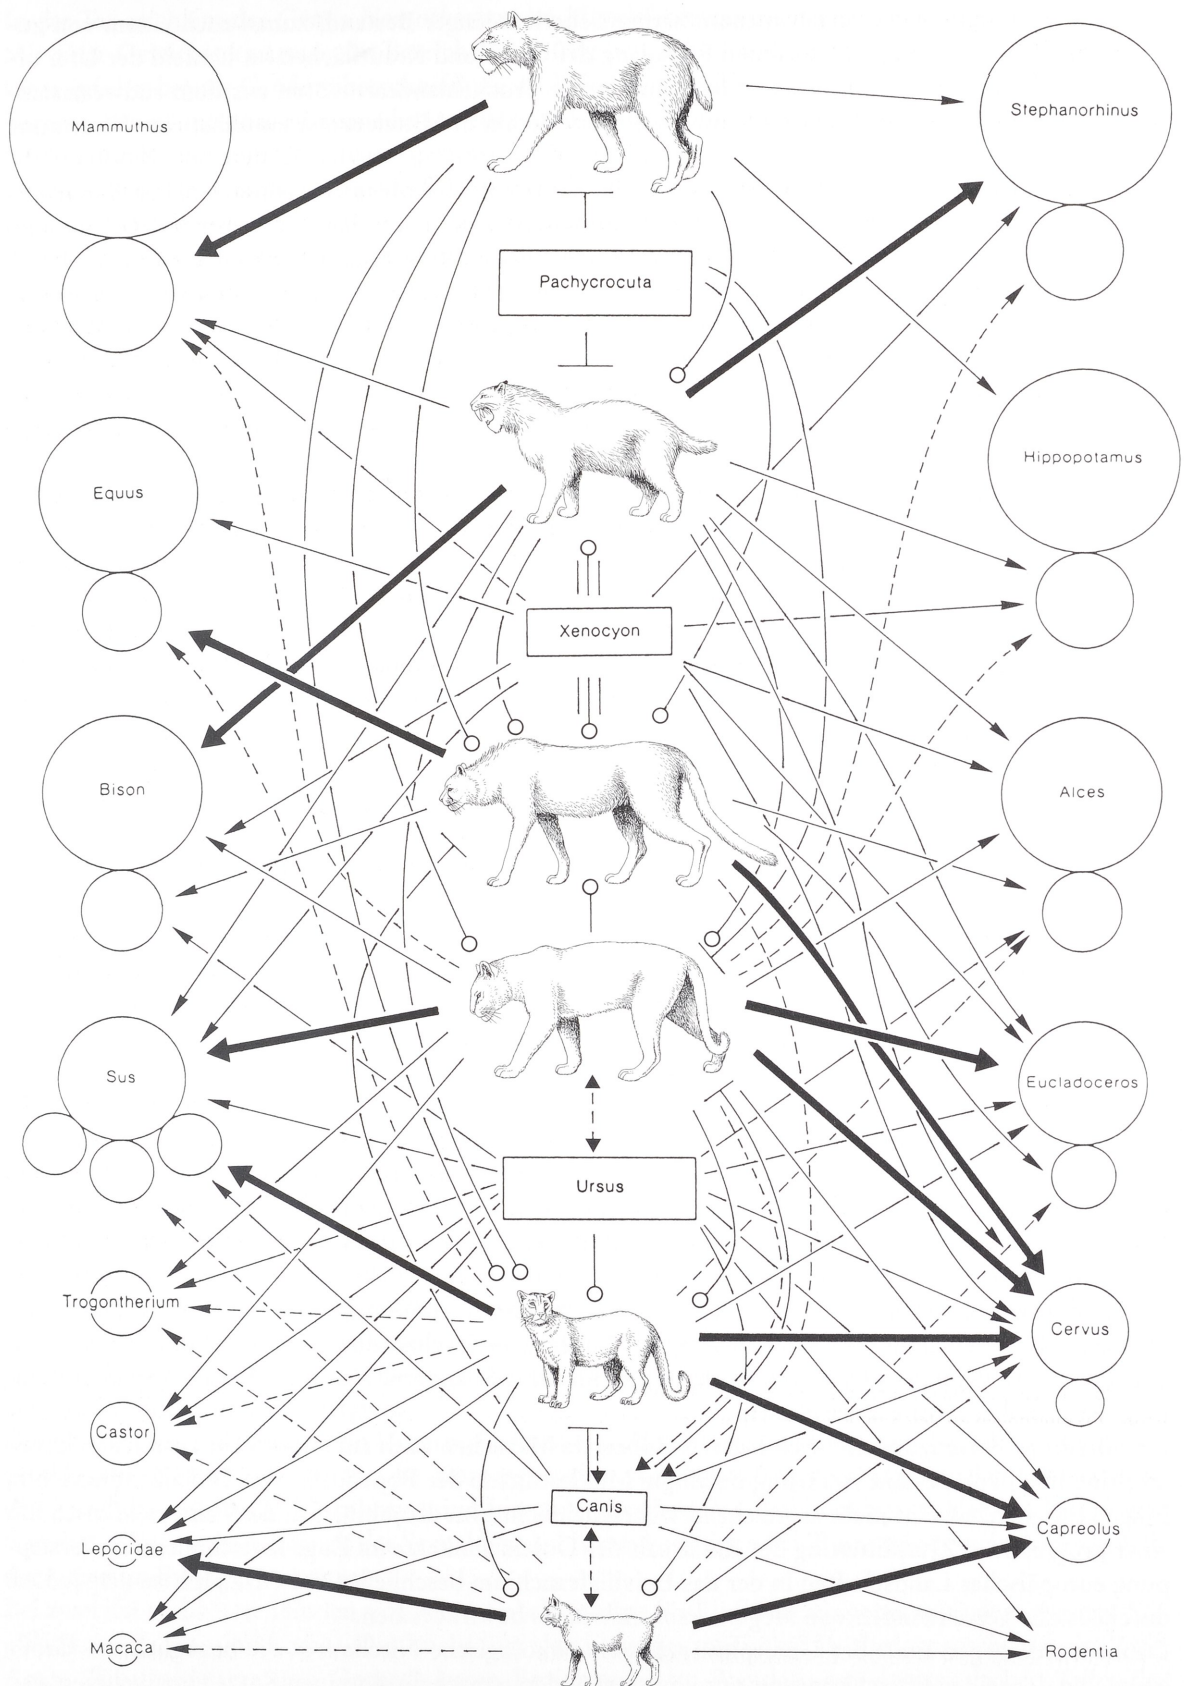 Mammuthus
Stephanorhinus
Pachycrocuta
Hippopotamus
Equus
Xenocyon
Bison
Alces
Sus
Eucladoceros
Ursus
Trogontherium
Cervus
Castor
Canis
Capreolus
Leporidae
Macaca
Rodentia